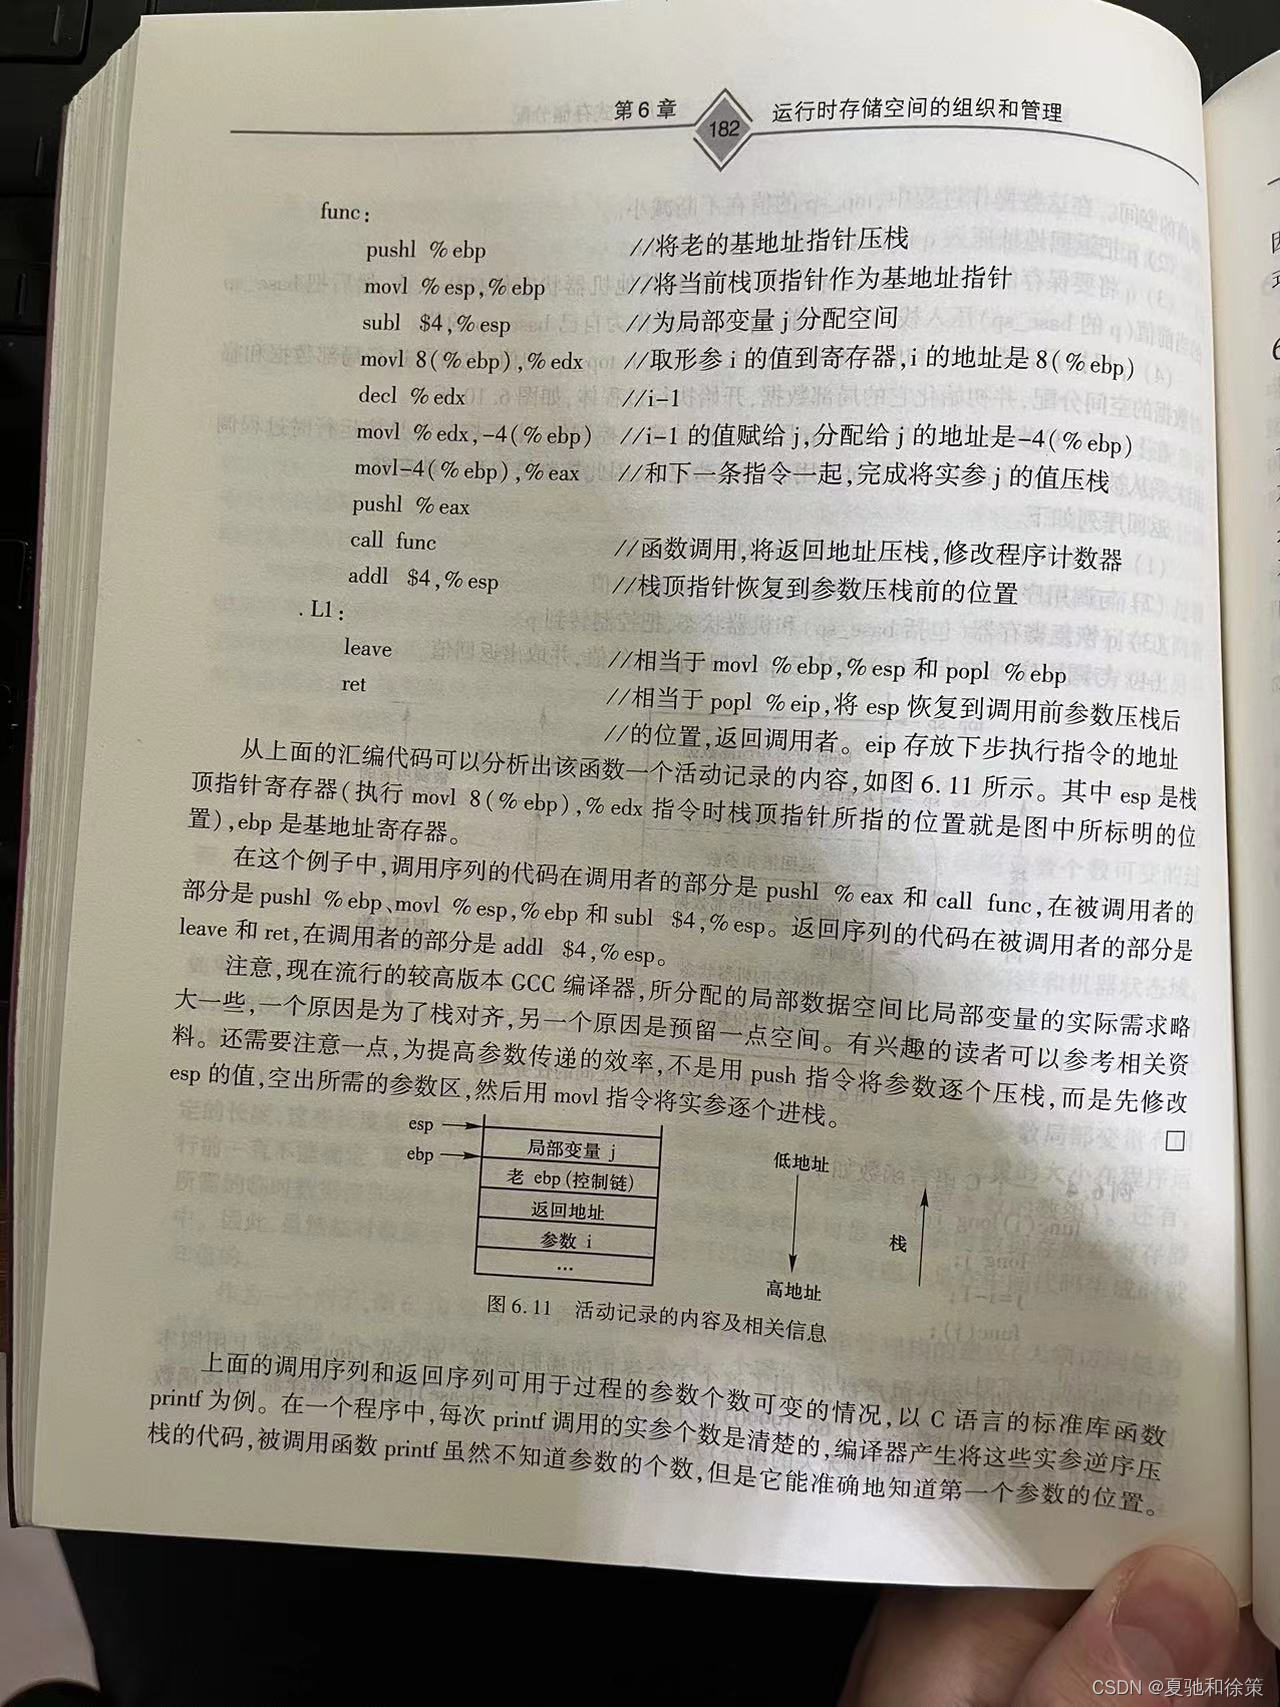 第6章 182 运行时存储空间的组织和管理
func:
pushl %ebp //将老的基地址指针压栈
movl %esp,%ebp //将当前栈顶指针作为基地址指针
subl $4,%esp //为局部变量j分配空间
movl 8(%ebp),%edx //取形参i的值到寄存器,i的地址是8(%ebp)
decl %edx //i-1
movl %edx,-4(%ebp) //i-1的值赋给j,分配给j的地址是-4(%ebp)
movl-4(%ebp),%eax //和下一条指令一起,完成将实参j的值压栈
pushl %eax
call func //函数调用,将返回地址压栈,修改程序计数器
addl $4,%esp //栈顶指针恢复到参数压栈前的位置
.L1:
leave //相当于movl %ebp,%esp和popl %ebp
ret //相当于popl %eip,将esp恢复到调用前参数压栈后
//的位置,返回调用者。eip存放下步执行指令的地址
从上面的汇编代码可以分析出该函数一个活动记录的内容,如图6.11所示。其中esp是栈
顶指针寄存器(执行movl 8(%ebp),%edx指令时栈顶指针所指的位置就是图中所标明的位
置),ebp是基地址寄存器。
在这个例子中,调用序列的代码在调用者的部分是pushl %eax和call func,在被调用者的
部分是pushl %ebp、movl %esp,%ebp和subl $4,%esp。返回序列的代码在被调用者的部分是
leave和ret,在调用者的部分是addl $4,%esp。
注意,现在流行的较高版本GCC编译器,所分配的局部数据空间比局部变量的实际需求略
大一些,一个原因是为了栈对齐,另一个原因是预留一点空间。有兴趣的读者可以参考相关资
料。还需要注意一点,为提高参数传递的效率,不是用push指令将参数逐个压栈,而是先修改
esp的值,空出所需的参数区,然后用movl指令将实参逐个进栈。 □
esp
ebp
局部变量 j
老 ebp(控制链)
返回地址
参数 i
…
低地址
高地址
栈
图6.11 活动记录的内容及相关信息
上面的调用序列和返回序列可用于过程的参数个数可变的情况,以C语言的标准库函数
printf为例。在一个程序中,每次printf调用的实参个数是清楚的,编译器产生将这些实参逆序压
栈的代码,被调用函数printf虽然不知道参数的个数,但是它能准确地知道第一个参数的位置。
CSDN @夏驰和徐策